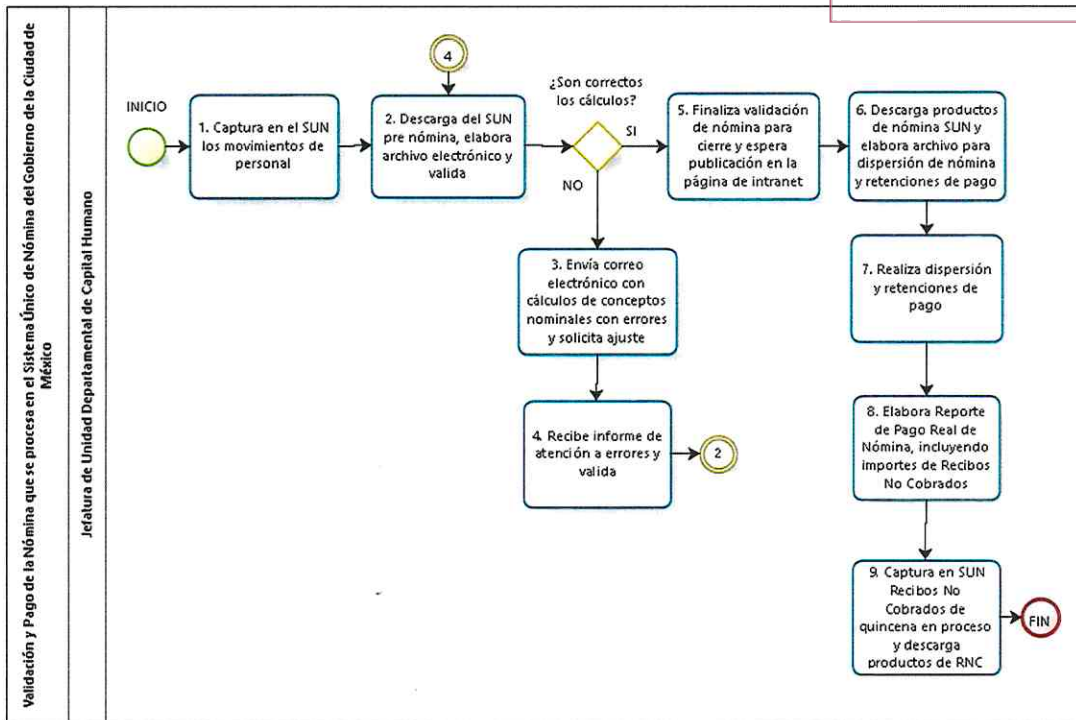 Validación y Pago de la Nómina que se procesa en el Sistema Único de Nómina del Gobierno de la Ciudad de
México
Jefatura de Unidad Departamental de Capital Humano
INICIO
1. Captura en el SUN
los movimientos de
personal
4
2. Descarga del SUN
pre nómina, elabora
archivo electrónico y
valida
¿Son correctos
los cálculos?
SI
NO
3. Envía correo
electrónico con
cálculos de conceptos
nominales con errores
y solicita ajuste
4. Recibe informe de
atención a errores y
valida
2
5. Finaliza validación
de nómina para
cierre y espera
publicación en la
página de intranet
6. Descarga productos
de nómina SUN y
elabora archivo para
dispersión de nómina
y retenciones de pago
7. Realiza dispersión
y retenciones de
pago
8. Elabora Reporte
de Pago Real de
Nómina, incluyendo
importes de Recibos
No Cobrados
9. Captura en SUN
Recibos No
Cobrados de
quincena en proceso
y descarga
productos de RNC
FIN